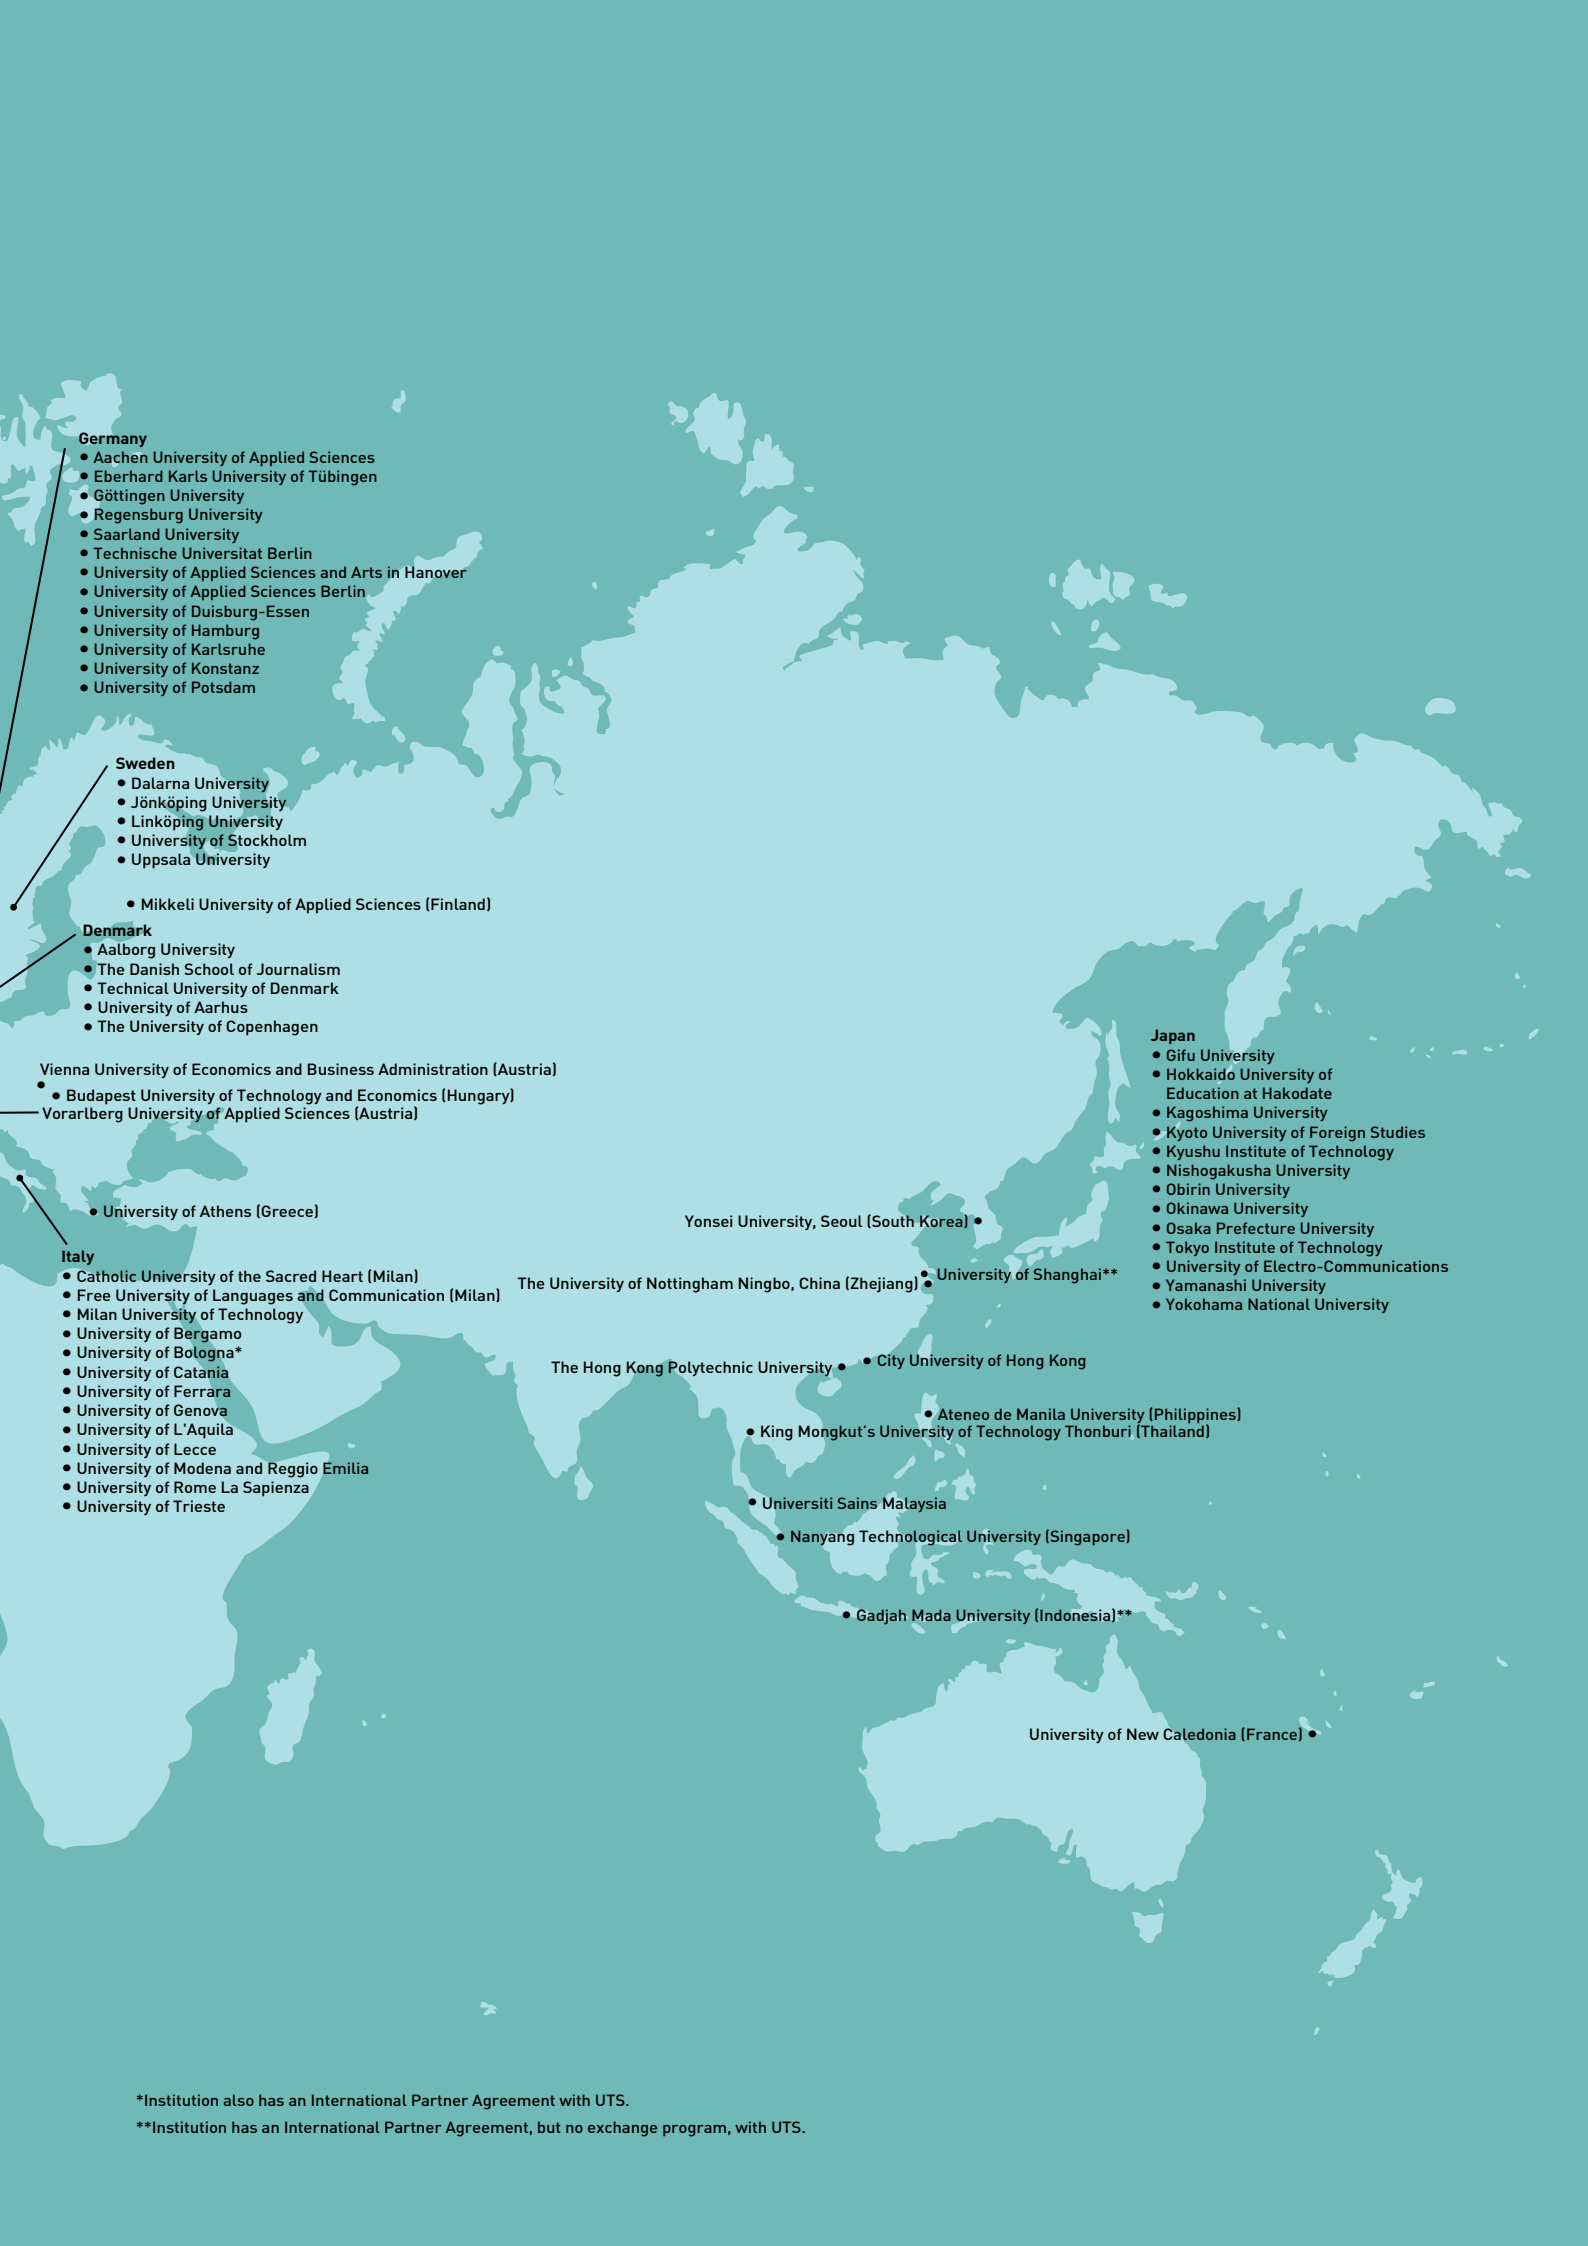 Germany
• Aachen University of Applied Sciences
• Eberhard Karls University of Tübingen
• Göttingen University
• Regensburg University
• Saarland University
• Technische Universitat Berlin
• University of Applied Sciences and Arts in Hanover
• University of Applied Sciences Berlin
• University of Duisburg-Essen
• University of Hamburg
• University of Karlsruhe
• University of Konstanz
• University of Potsdam
Sweden
• Dalarna University
• Jönköping University
• Linköping University
• University of Stockholm
• Uppsala University
• Mikkeli University of Applied Sciences (Finland)
Denmark
• Aalborg University
• The Danish School of Journalism
• Technical University of Denmark
• University of Aarhus
• The University of Copenhagen
Vienna University of Economics and Business Administration (Austria)
• Budapest University of Technology and Economics (Hungary)
Vorarlberg University of Applied Sciences (Austria)
• University of Athens (Greece)
Italy
• Catholic University of the Sacred Heart (Milan)
• Free University of Languages and Communication (Milan)
• Milan University of Technology
• University of Bergamo
• University of Bologna*
• University of Catania
• University of Ferrara
• University of Genova
• University of L'Aquila
• University of Lecce
• University of Modena and Reggio Emilia
• University of Rome La Sapienza
• University of Trieste
Japan
• Gifu University
• Hokkaido University of
Education at Hakodate
• Kagoshima University
• Kyoto University of Foreign Studies
• Kyushu Institute of Technology
• Nishogakusha University
• Obirin University
• Okinawa University
• Osaka Prefecture University
• Tokyo Institute of Technology
• University of Electro-Communications
• Yamanashi University
• Yokohama National University
Yonsei University, Seoul (South Korea) •
• University of Shanghai**
The University of Nottingham Ningbo, China (Zhejiang) •
• City University of Hong Kong
The Hong Kong Polytechnic University •
• Ateneo de Manila University (Philippines)
• King Mongkut's University of Technology Thonburi (Thailand)
• Universiti Sains Malaysia
• Nanyang Technological University (Singapore)
• Gadjah Mada University (Indonesia)**
University of New Caledonia (France) •
*Institution also has an International Partner Agreement with UTS.
**Institution has an International Partner Agreement, but no exchange program, with UTS.